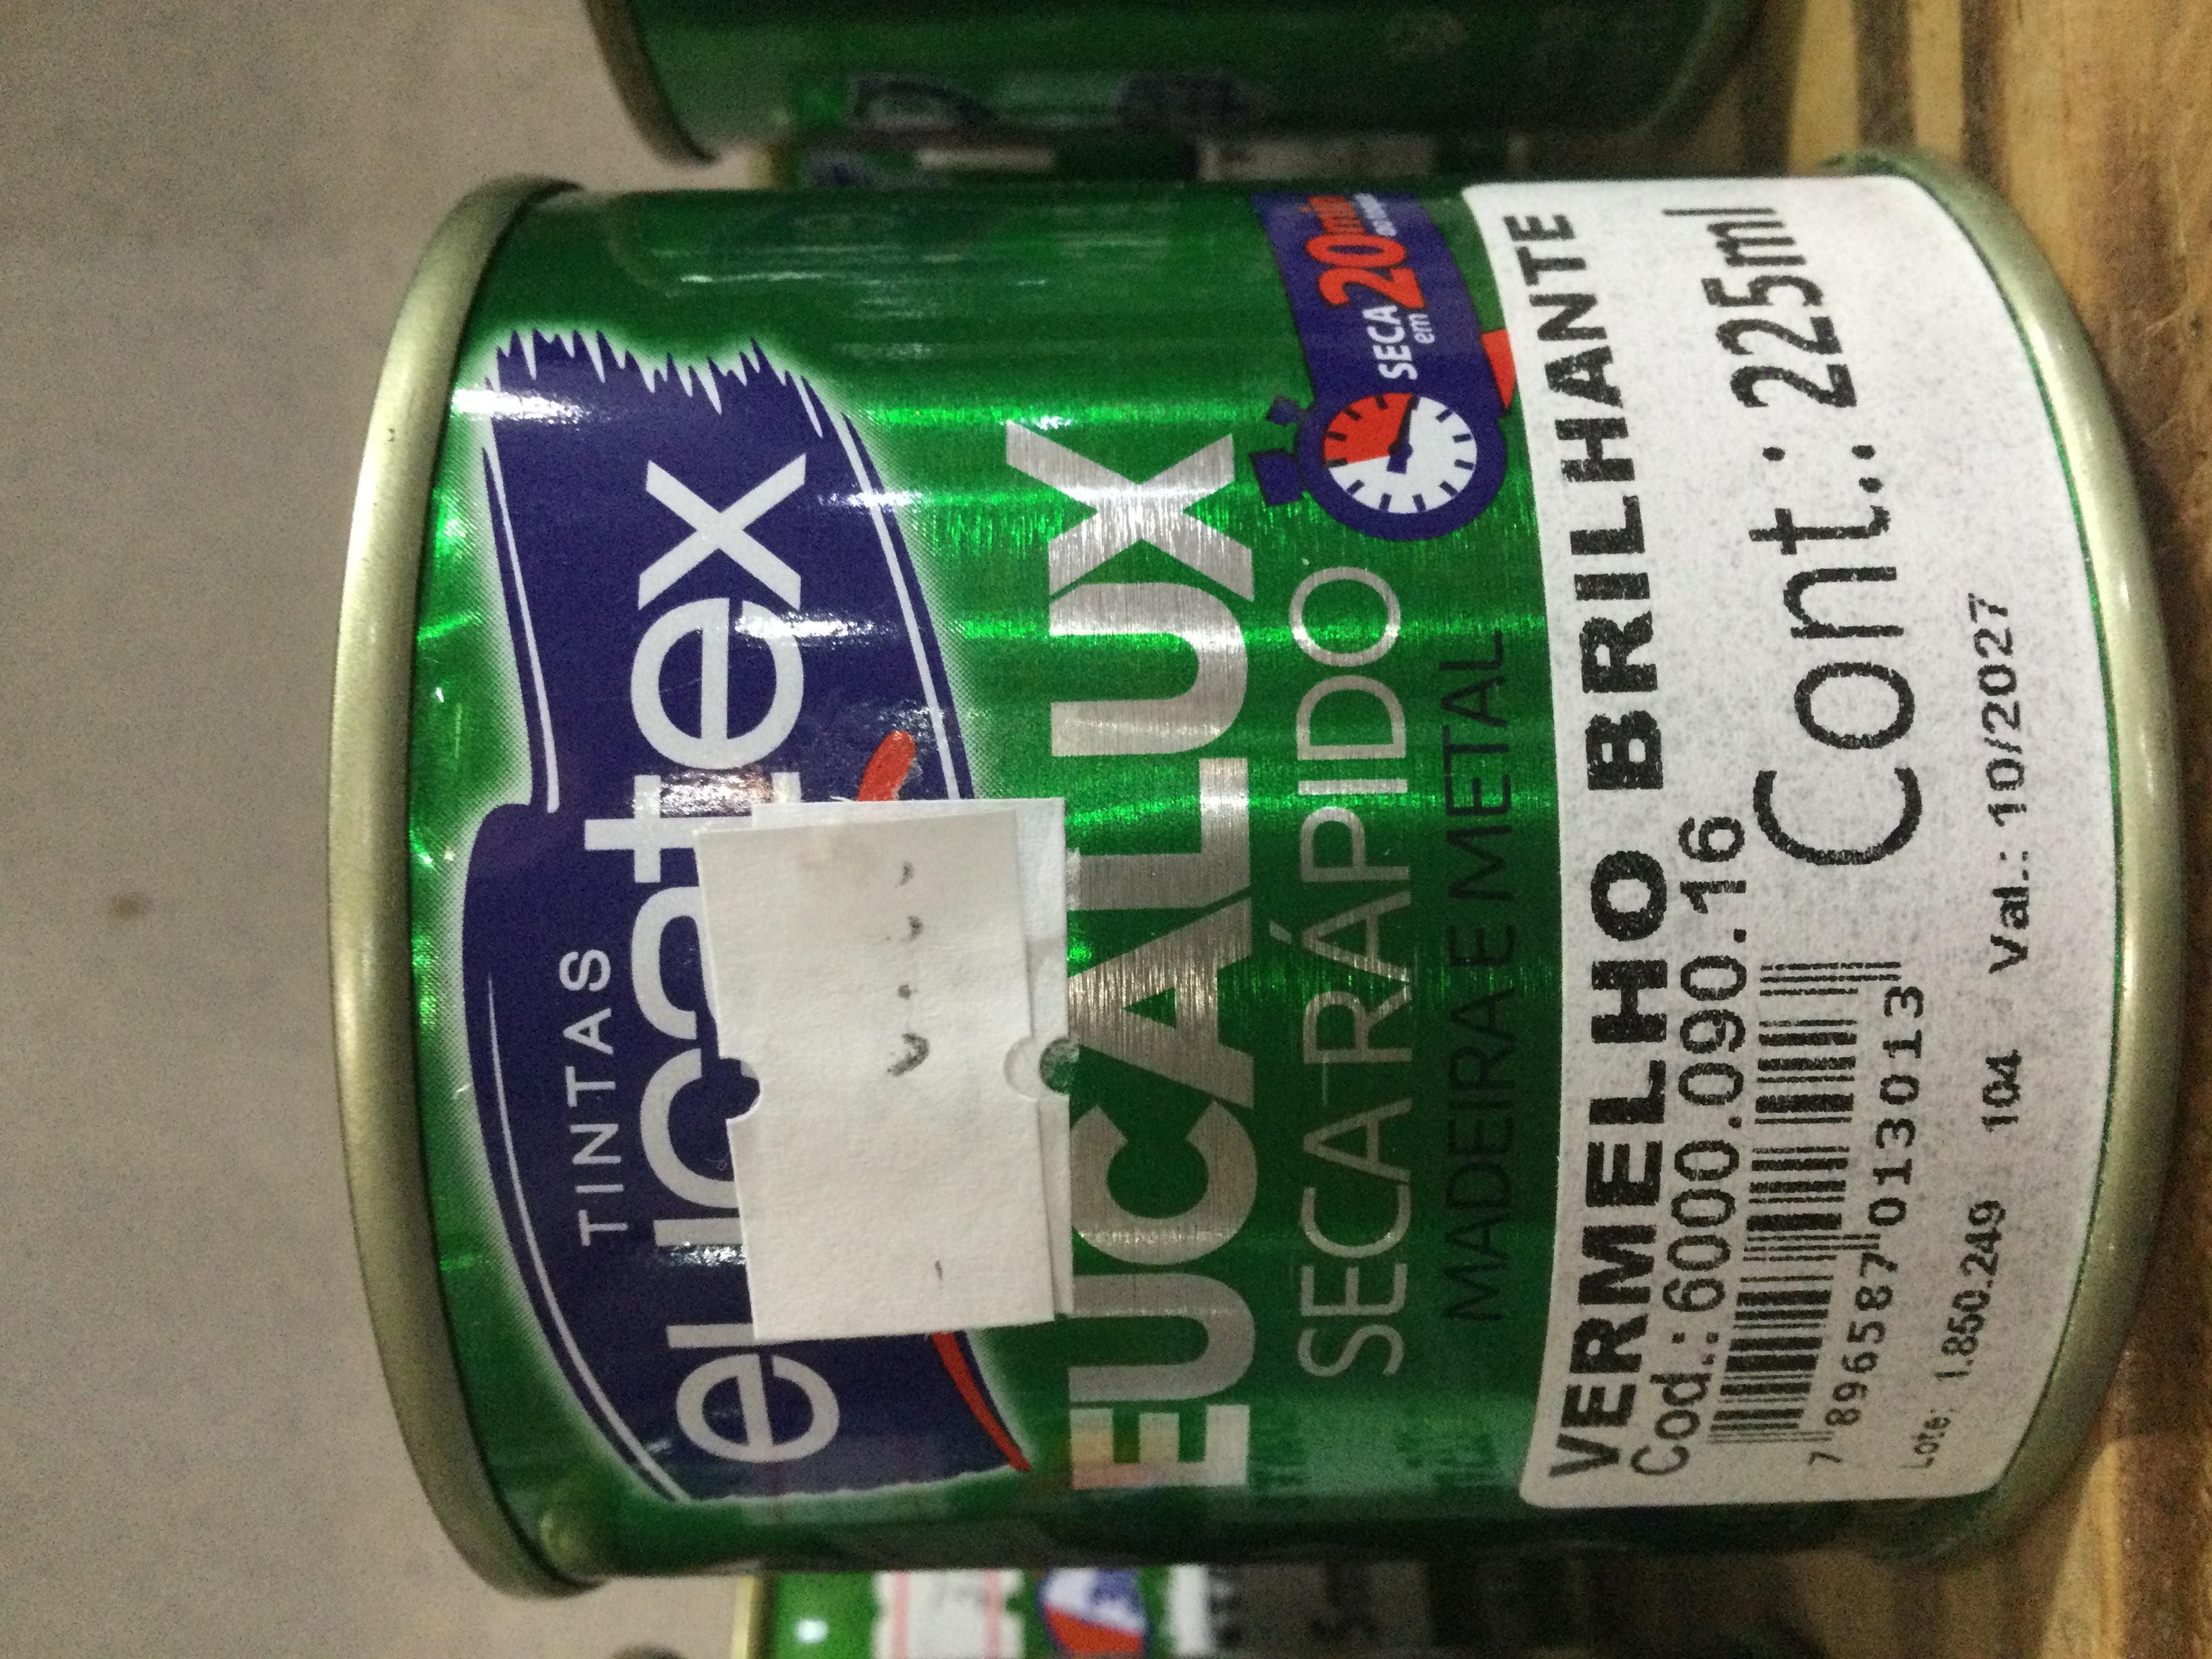 TINTAS
eucatex
EUCALUX
SECA RÁPIDO
MADEIRA E METAL
SECA
em 20min
VERMELHO BRILHANTE
Cod.: 6000.090.16
Cont.: 225ml
7 896587 013013
Lote: 1.850.249 104 Val.: 10/2027